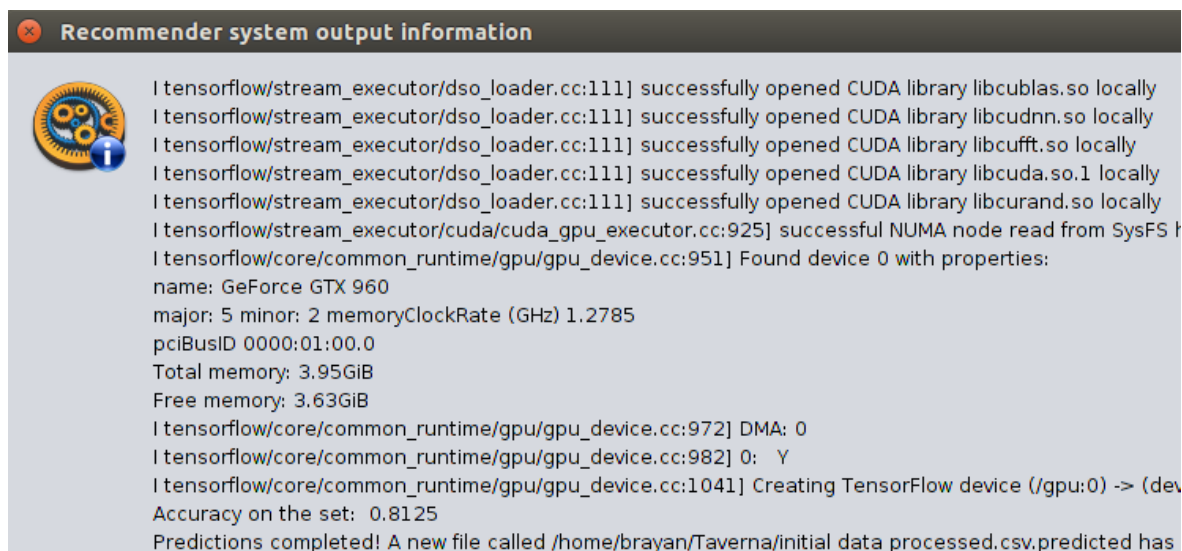 Recommender system output information
I tensorflow/stream_executor/dso_loader.cc:111] successfully opened CUDA library libcublas.so locally
I tensorflow/stream_executor/dso_loader.cc:111] successfully opened CUDA library libcudnn.so locally
I tensorflow/stream_executor/dso_loader.cc:111] successfully opened CUDA library libcufft.so locally
I tensorflow/stream_executor/dso_loader.cc:111] successfully opened CUDA library libcuda.so.1 locally
I tensorflow/stream_executor/dso_loader.cc:111] successfully opened CUDA library libcurand.so locally
I tensorflow/stream_executor/cuda/cuda_gpu_executor.cc:925] successful NUMA node read from SysFS
I tensorflow/core/common_runtime/gpu/gpu_device.cc:951] Found device 0 with properties:
name: GeForce GTX 960
major: 5 minor: 2 memoryClockRate (GHz) 1.2785
pciBusID 0000:01:00.0
Total memory: 3.95GiB
Free memory: 3.63GiB
I tensorflow/core/common_runtime/gpu/gpu_device.cc:972] DMA: 0
I tensorflow/core/common_runtime/gpu/gpu_device.cc:982] 0: Y
I tensorflow/core/common_runtime/gpu/gpu_device.cc:1041] Creating TensorFlow device (/gpu:0) -> (dev
Accuracy on the set: 0.8125
Predictions completed! A new file called /home/brayan/Taverna/initial data processed.csv.predicted has